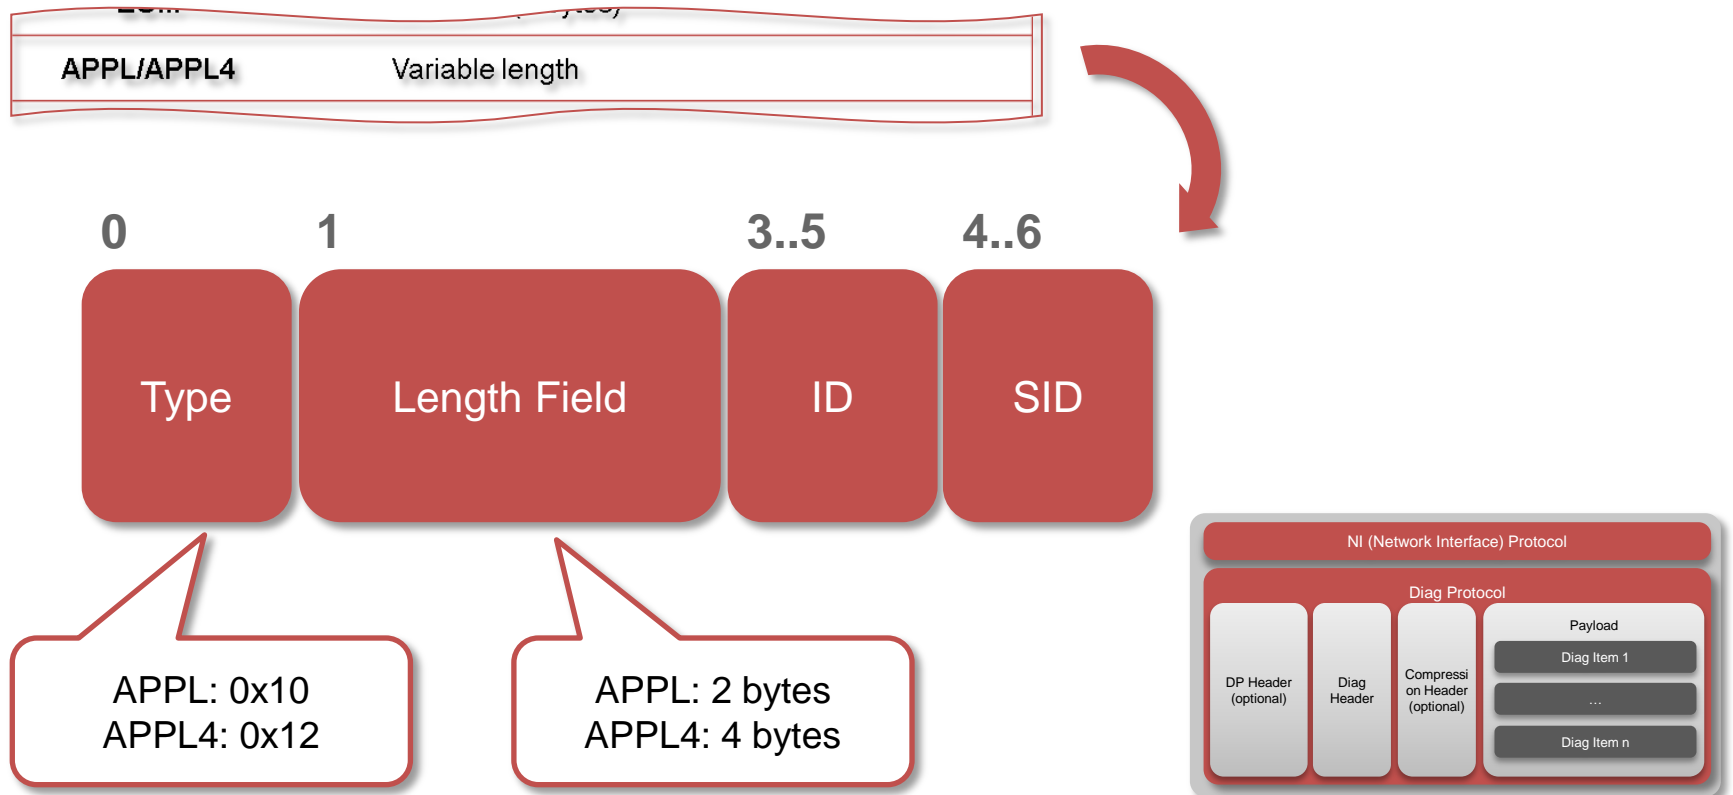 APPL/APPL4 Variable length
0 1 3..5 4..6
Type Length Field ID SID
APPL: 0x10
APPL4: 0x12
APPL: 2 bytes
APPL4: 4 bytes
NI (Network Interface) Protocol
Diag Protocol
DP Header
(optional)
Diag
Header
Compressi
on Header
(optional)
Payload
Diag Item 1
...
Diag Item n